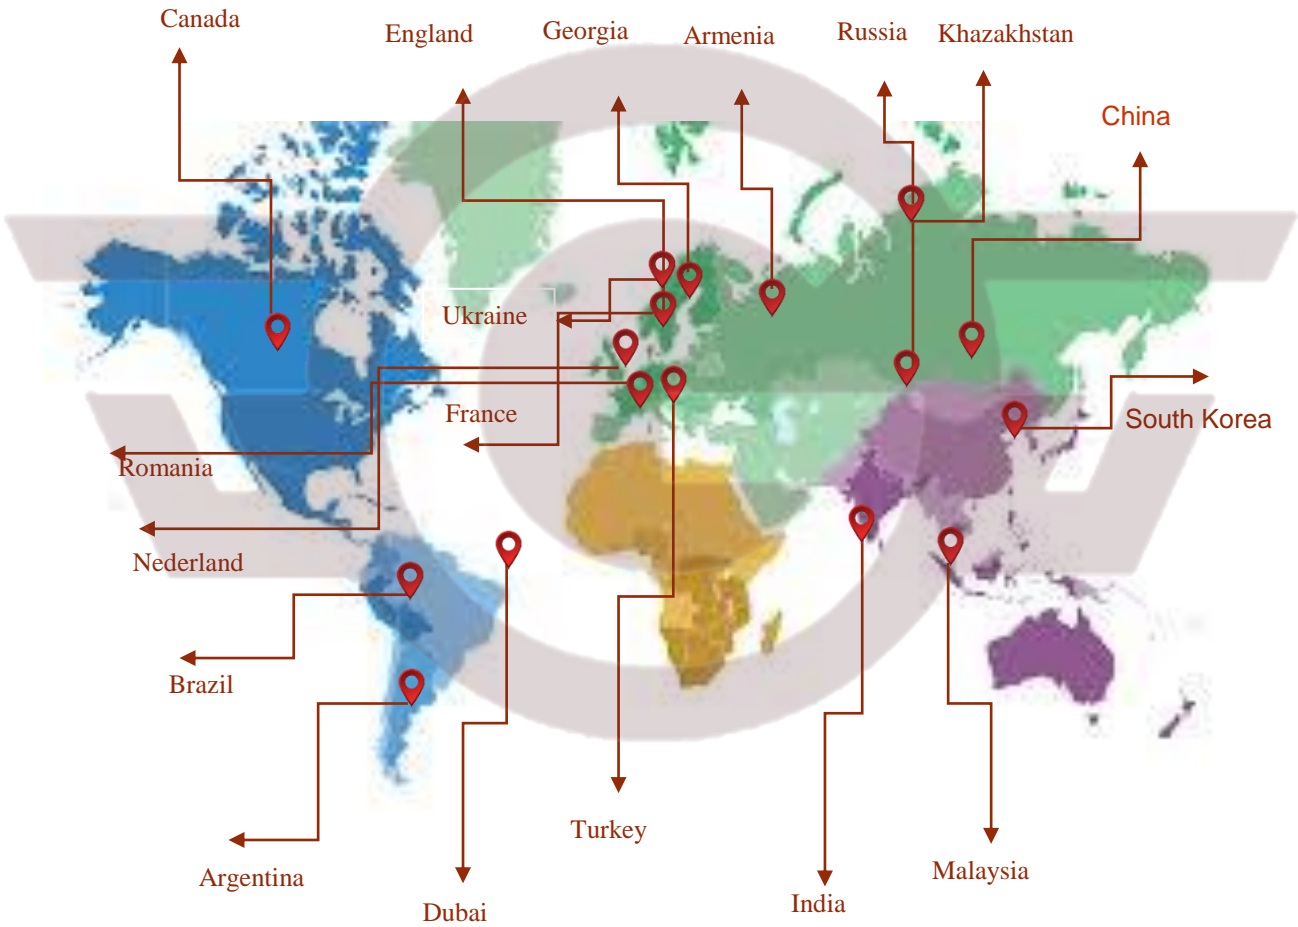 Canada
England
Georgia
Armenia
Russia
Khazakhstan
China
Ukraine
France
South Korea
Romania
Nederland
Brazil
Turkey
Argentina
Dubai
India
Malaysia